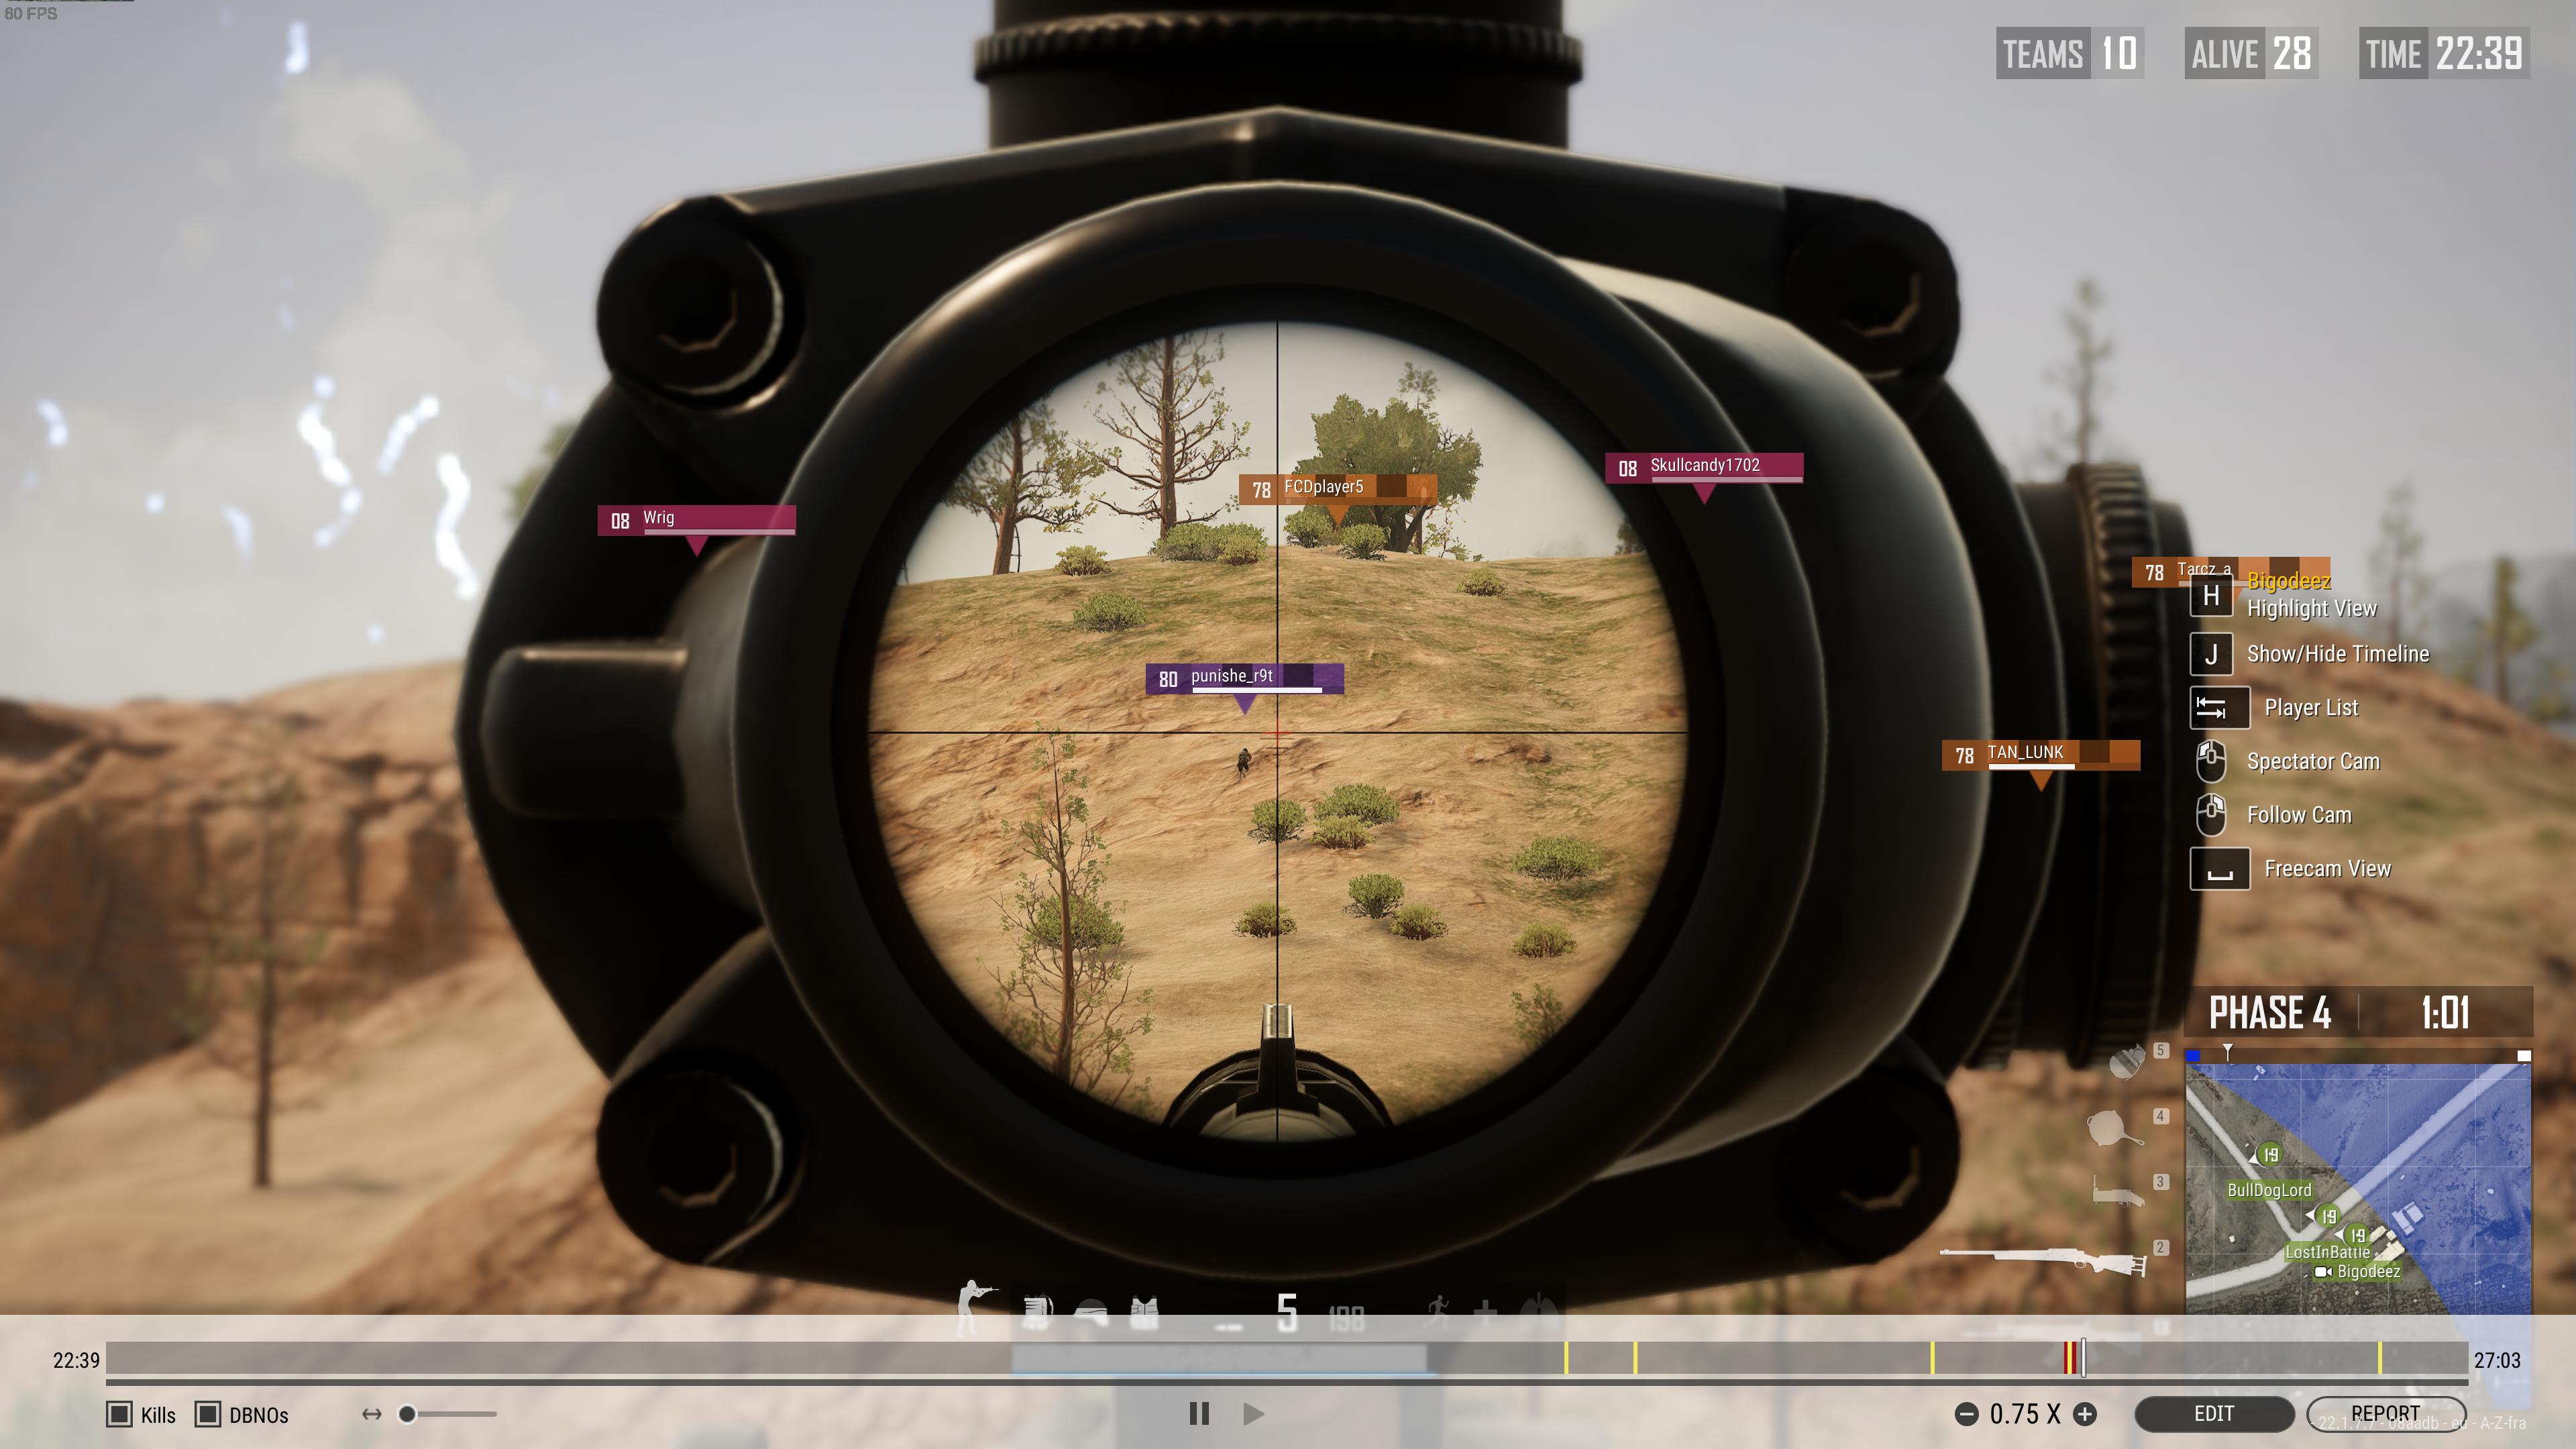 60 FPS
TEAMS 10
ALIVE 28
TIME 22:39
08 Skullcandy1702
78 FCDplayer5
08 Wrig
78 Tarcz_a
Bigodeez
H Highlight View
J Show/Hide Timeline
80 punishe_r9t
Player List
78 TAN_LUNK
Spectator Cam
Follow Cam
Freecam View
PHASE 4 1:01
5
4
3
2
19
BullDogLord
19
19
LostInBattle
Bigodeez
5 198
22:39
27:03
Kills
DBNOs
0.75 X
EDIT
REPORT
- eu - A-Z-fra